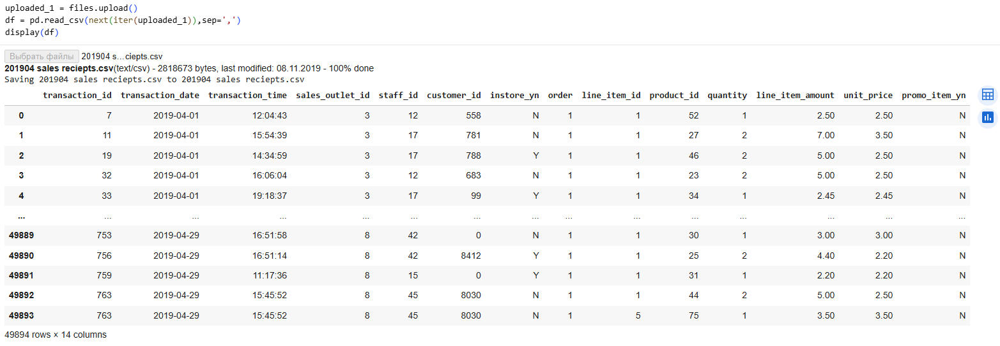 uploaded_1 = files.upload()
df = pd.read_csv(next(iter(uploaded_1)),sep=',')
display(df)
Выбрать файлы 201904 s...ciepts.csv
201904 sales reciepts.csv(text/csv) - 2818673 bytes, last modified: 08.11.2019 - 100% done
Saving 201904 sales reciepts.csv to 201904 sales reciepts.csv
transaction_id transaction_date transaction_time sales_outlet_id staff_id customer_id instore_yn order line_item_id product_id quantity line_item_amount unit_price promo_item_yn
0 7 2019-04-01 12:04:43 3 12 558 N 1 1 52 1 2.50 2.50 N
1 11 2019-04-01 15:54:39 3 17 781 N 1 1 27 2 7.00 3.50 N
2 19 2019-04-01 14:34:59 3 17 788 Y 1 1 46 2 5.00 2.50 N
3 32 2019-04-01 16:06:04 3 12 683 N 1 1 23 2 5.00 2.50 N
4 33 2019-04-01 19:18:37 3 17 99 Y 1 1 34 1 2.45 2.45 N
... ... ... ... ... ... ... ... ... ... ... ... ... ... ...
49889 753 2019-04-29 16:51:58 8 42 0 N 1 1 30 1 3.00 3.00 N
49890 756 2019-04-29 16:51:14 8 42 8412 Y 1 1 25 2 4.40 2.20 N
49891 759 2019-04-29 11:17:36 8 15 0 Y 1 1 31 1 2.20 2.20 N
49892 763 2019-04-29 15:45:52 8 45 8030 N 1 1 44 2 5.00 2.50 N
49893 763 2019-04-29 15:45:52 8 45 8030 N 1 5 75 1 3.50 3.50 N
49894 rows × 14 columns